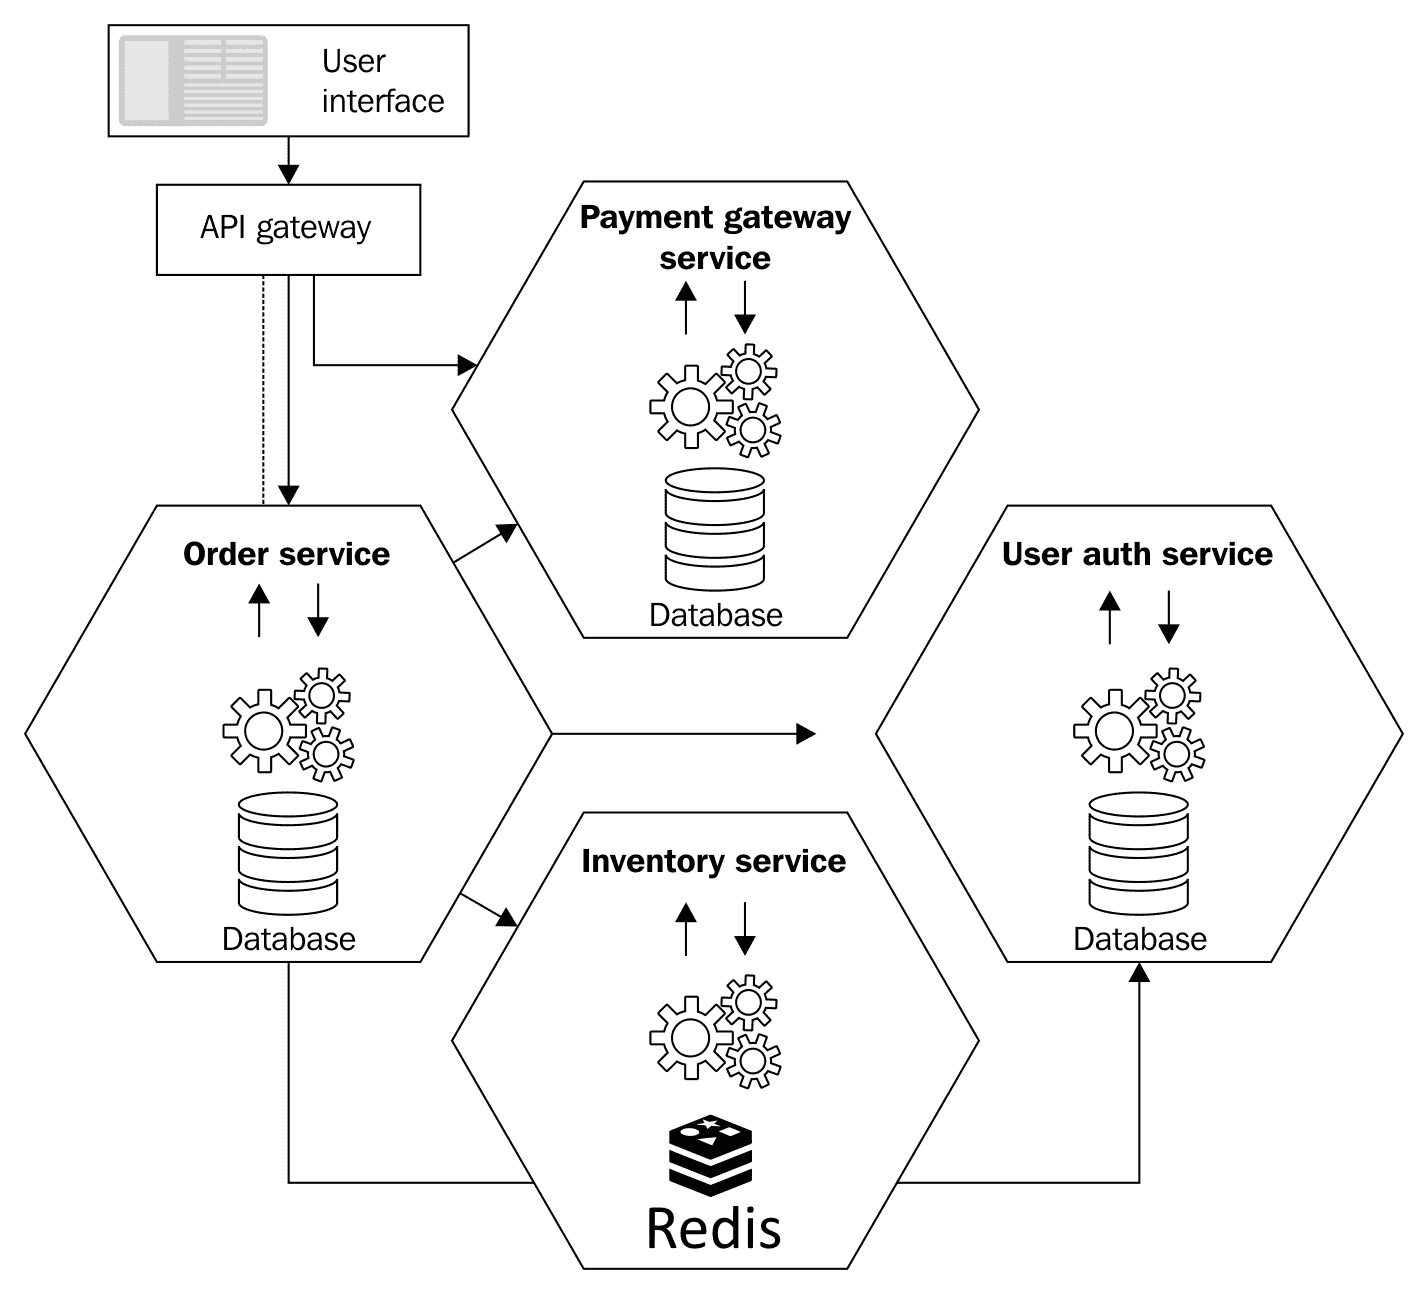 User
interface
API gateway
Payment gateway
service
Database
Order service
Database
User auth service
Database
Inventory service
Redis